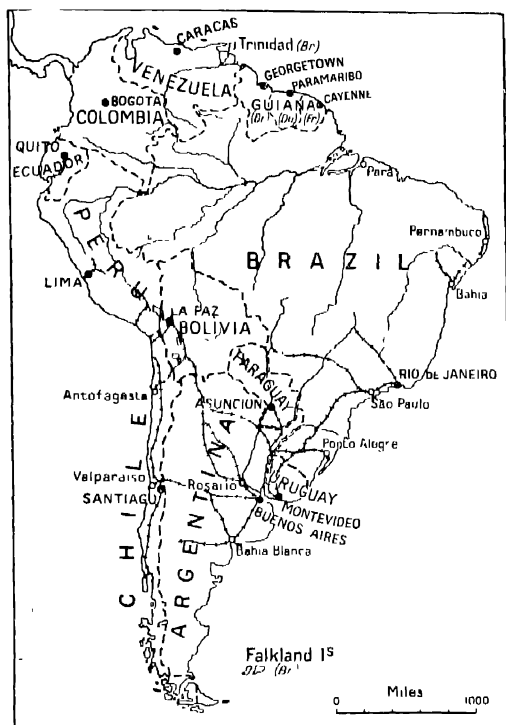 CARACAS
Trinidad (Br)
VENEZUELA
GEORGETOWN
PARAMARIBO
CAYENNE
BOGOTA
COLOMBIA
GUIANA
(Br) (Du) (Fr)
QUITO
ECUADOR
Pará
PERU
Pernambuco
BRAZIL
LIMA
Bahia
LA PAZ
BOLIVIA
PARAGUAY
RIO DE JANEIRO
Antofagasta
ASUNCION
São Paulo
CHILE
Porto Alegre
ARGENTINA
Valparaiso
Rosario
URUGUAY
SANTIAGO
MONTEVIDEO
BUENOS AIRES
Bahia Blanca
Falkland Is
(Br)
Miles
0 1000